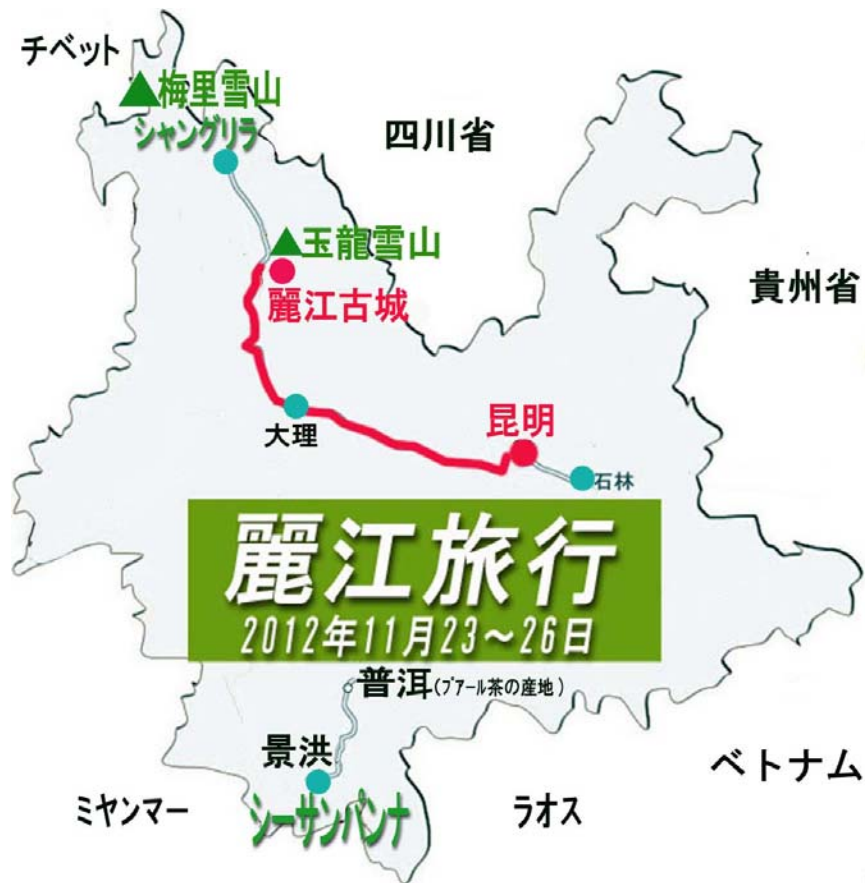 チベット
▲梅里雪山
シャングリラ
四川省
▲玉龍雪山
麗江古城
貴州省
大理
昆明
石林
麗江旅行
2012年11月23～26日
普洱(プアール茶の産地)
景洪
シーサンパンナ
ベトナム
ミヤンマー
ラオス